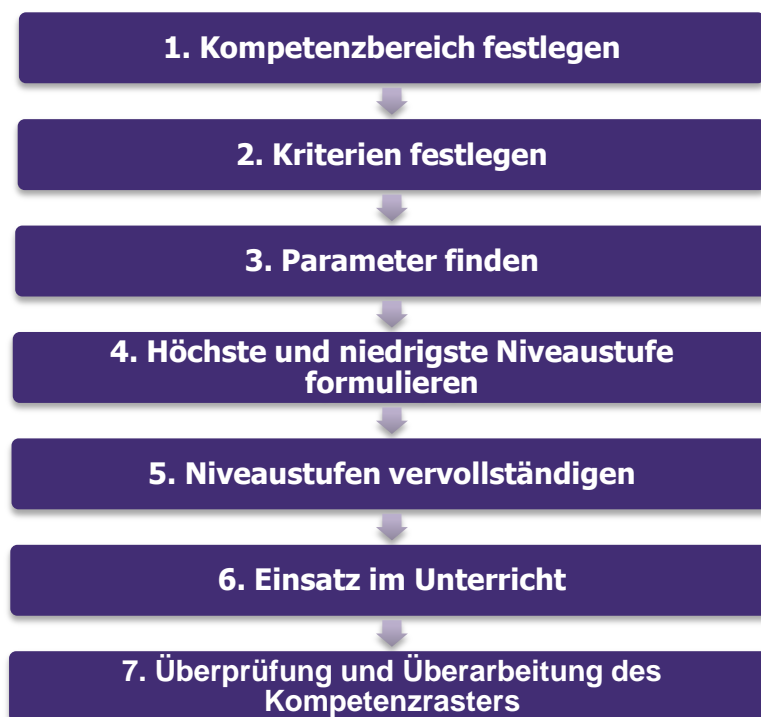 1. Kompetenzbereich festlegen
2. Kriterien festlegen
3. Parameter finden
4. Höchste und niedrigste Niveaustufe
formulieren
5. Niveaustufen vervollständigen
6. Einsatz im Unterricht
7. Überprüfung und Überarbeitung des
Kompetenzrasters